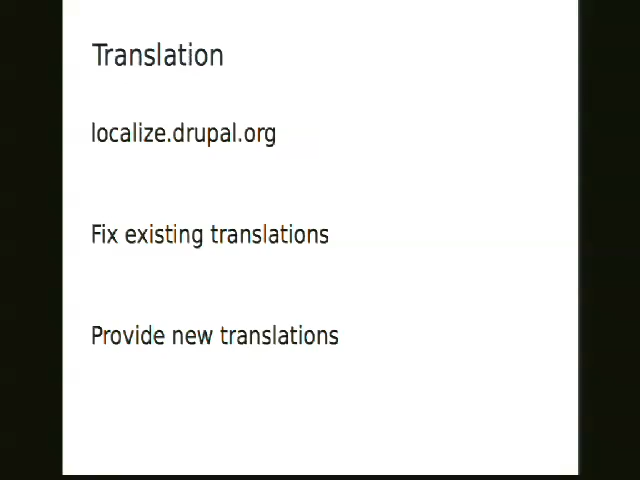 Translation
localize.drupal.org
Fix existing translations
Provide new translations